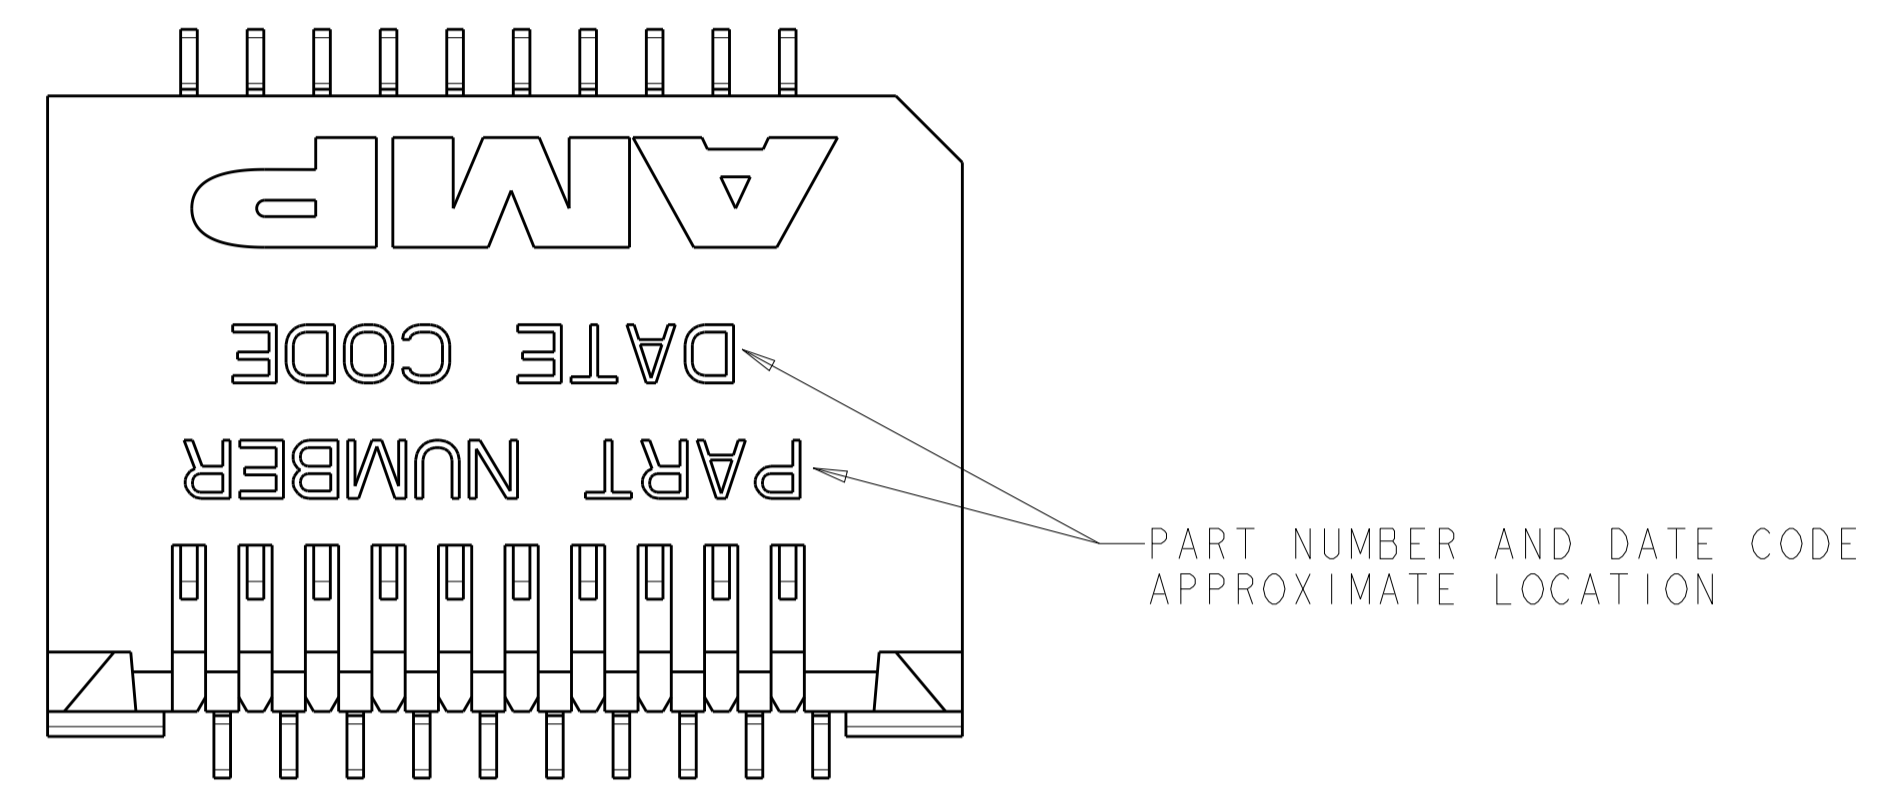 AMP
DATE CODE
PART NUMBER
PART NUMBER AND DATE CODE
APPROXIMATE LOCATION